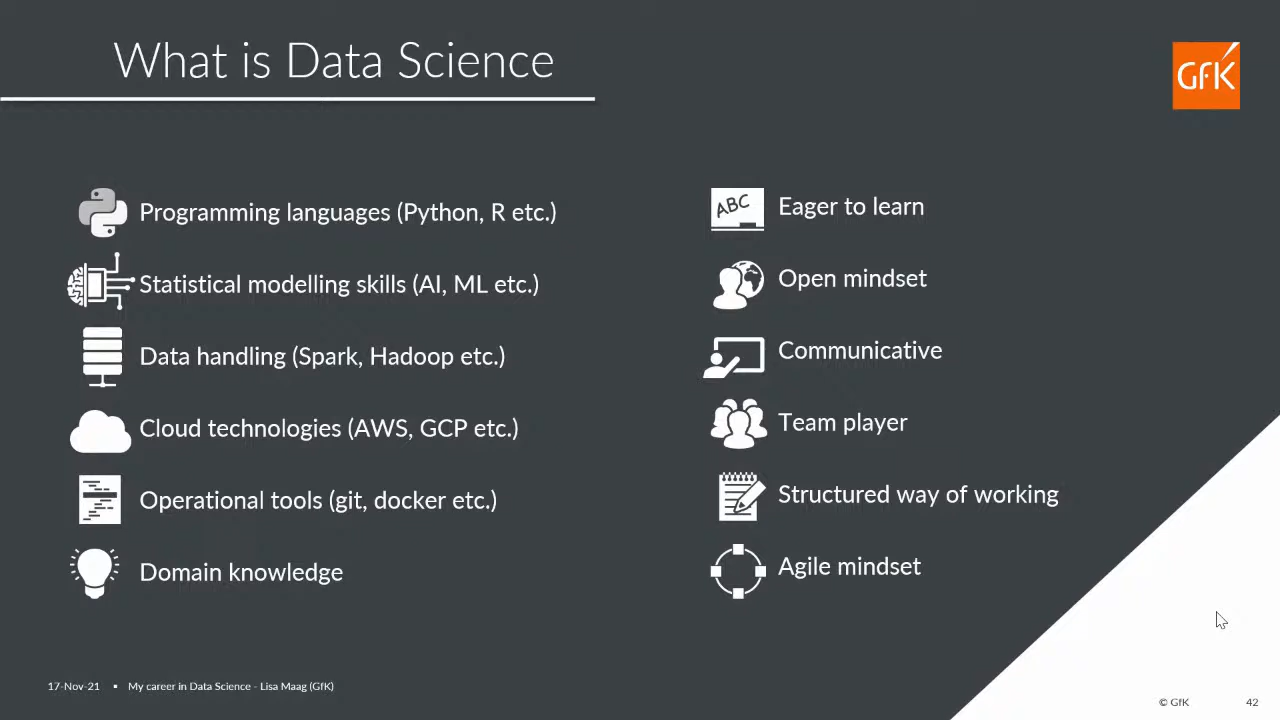 What is Data Science
GfK
Programming languages (Python, R etc.)
Statistical modelling skills (AI, ML etc.)
Data handling (Spark, Hadoop etc.)
Cloud technologies (AWS, GCP etc.)
Operational tools (git, docker etc.)
Domain knowledge
ABC
Eager to learn
Open mindset
Communicative
Team player
Structured way of working
Agile mindset
17-Nov-21 ▪ My career in Data Science - Lisa Maag (GfK)
© GfK 42